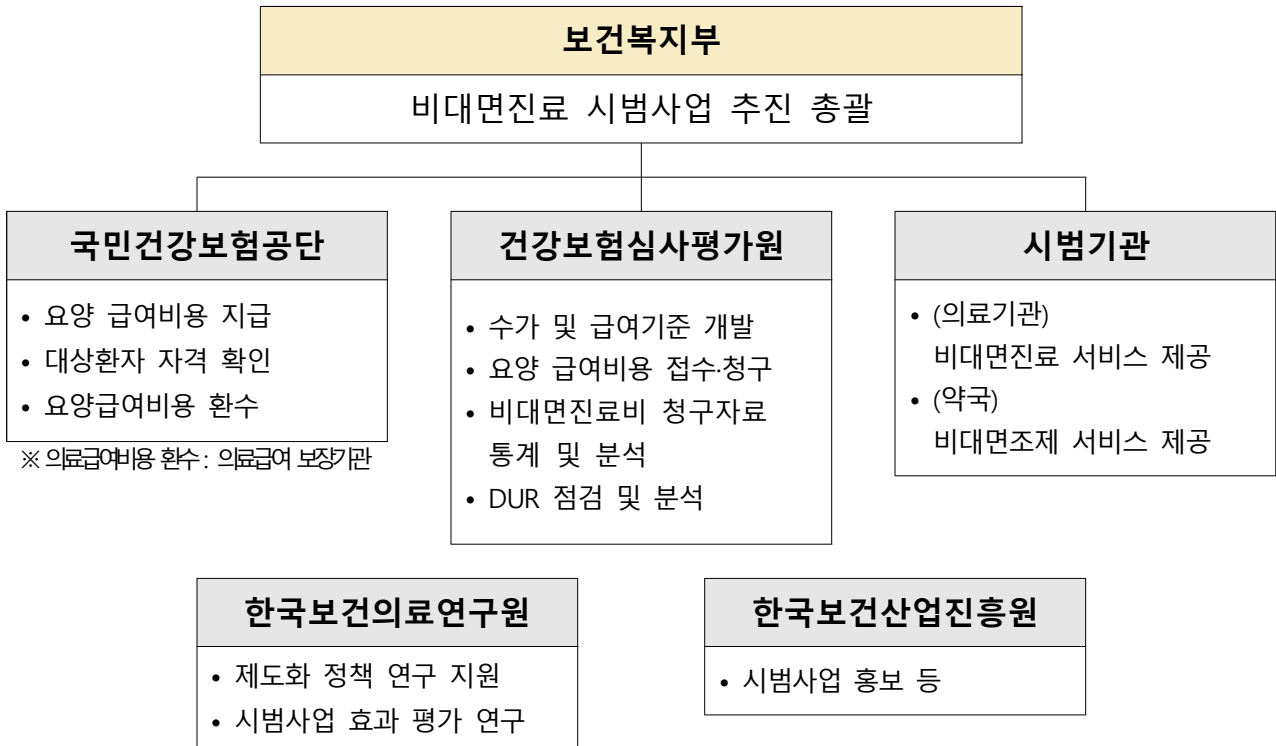 보건복지부
비대면진료 시범사업 추진 총괄
국민건강보험공단
• 요양 급여비용 지급
• 대상환자 자격 확인
• 요양급여비용 환수
※ 의료급여비용 환수 : 의료급여 보장기관
건강보험심사평가원
• 수가 및 급여기준 개발
• 요양 급여비용 접수·청구
• 비대면진료비 청구자료
통계 및 분석
• DUR 점검 및 분석
시범기관
• (의료기관)
비대면진료 서비스 제공
• (약국)
비대면조제 서비스 제공
한국보건의료연구원
• 제도화 정책 연구 지원
• 시범사업 효과 평가 연구
한국보건산업진흥원
• 시범사업 홍보 등